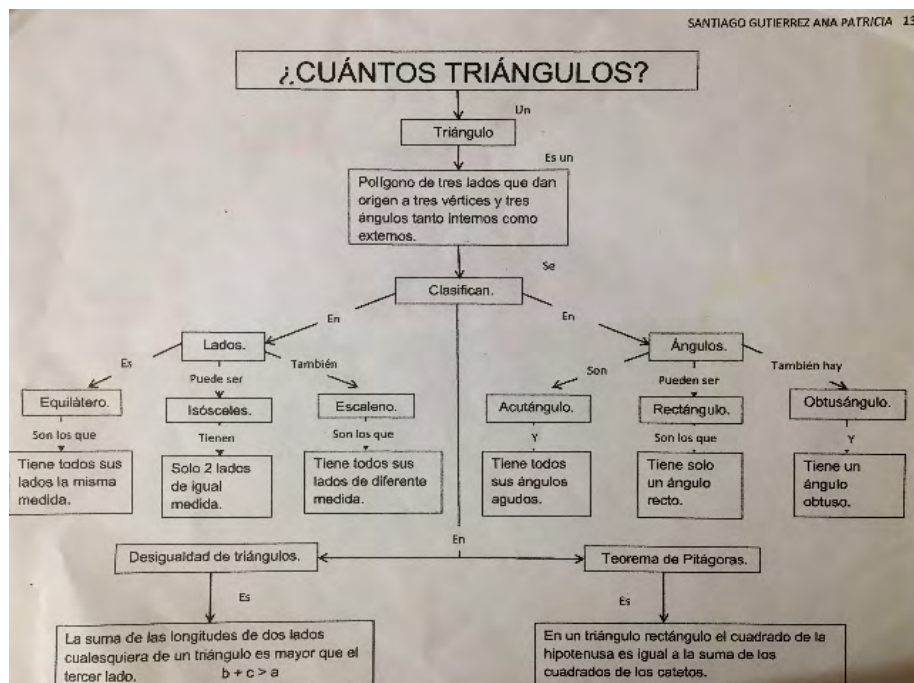 SANTIAGO GUTIERREZ ANA PATRICIA 13
¿CUÁNTOS TRIÁNGULOS?
Un
Triángulo
Es un
Polígono de tres lados que dan
origen a tres vértices y tres
ángulos tanto internos como
externos.
Se
Clasifican.
En
En
Lados.
Ángulos.
Es
Puede ser
También
Son
Pueden ser
También hay
Equilátero.
Isósceles.
Escaleno.
Acutángulo.
Rectángulo.
Obtusángulo.
Son los que
Tienen
Son los que
Y
Son los que
Y
Tiene todos sus
lados la misma
medida.
Solo 2 lados
de igual
medida.
Tiene todos sus
lados de diferente
medida.
Tiene todos
sus ángulos
agudos.
Tiene solo
un ángulo
recto.
Tiene un
ángulo
obtuso.
En
Desigualdad de triángulos.
Teorema de Pitágoras.
Es
Es
La suma de las longitudes de dos lados
cualesquiera de un triángulo es mayor que el
tercer lado. b + c > a
En un triángulo rectángulo el cuadrado de la
hipotenusa es igual a la suma de los
cuadrados de los catetos.